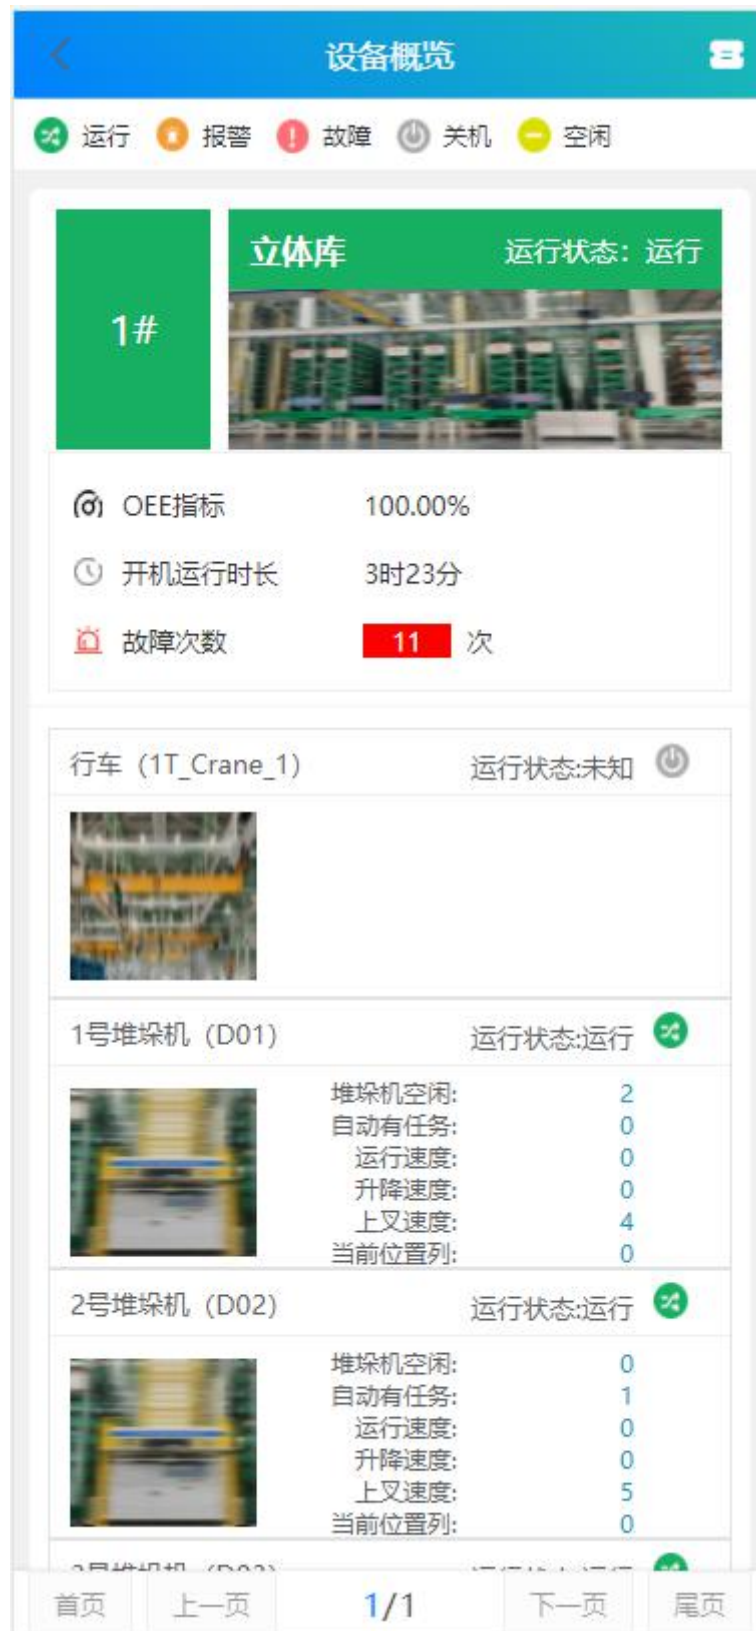 设备概览
运行 报警 故障 关机 空闲
1#
立体库 运行状态：运行
OEE指标 100.00%
开机运行时长 3时23分
故障次数 11 次
行车（1T_Crane_1） 运行状态:未知
1号堆垛机（D01） 运行状态:运行
堆垛机空闲: 2
自动有任务: 0
运行速度: 0
升降速度: 0
上叉速度: 4
当前位置列: 0
2号堆垛机（D02） 运行状态:运行
堆垛机空闲: 0
自动有任务: 1
运行速度: 0
升降速度: 0
上叉速度: 5
当前位置列: 0
首页 上一页 1/1 下一页 尾页